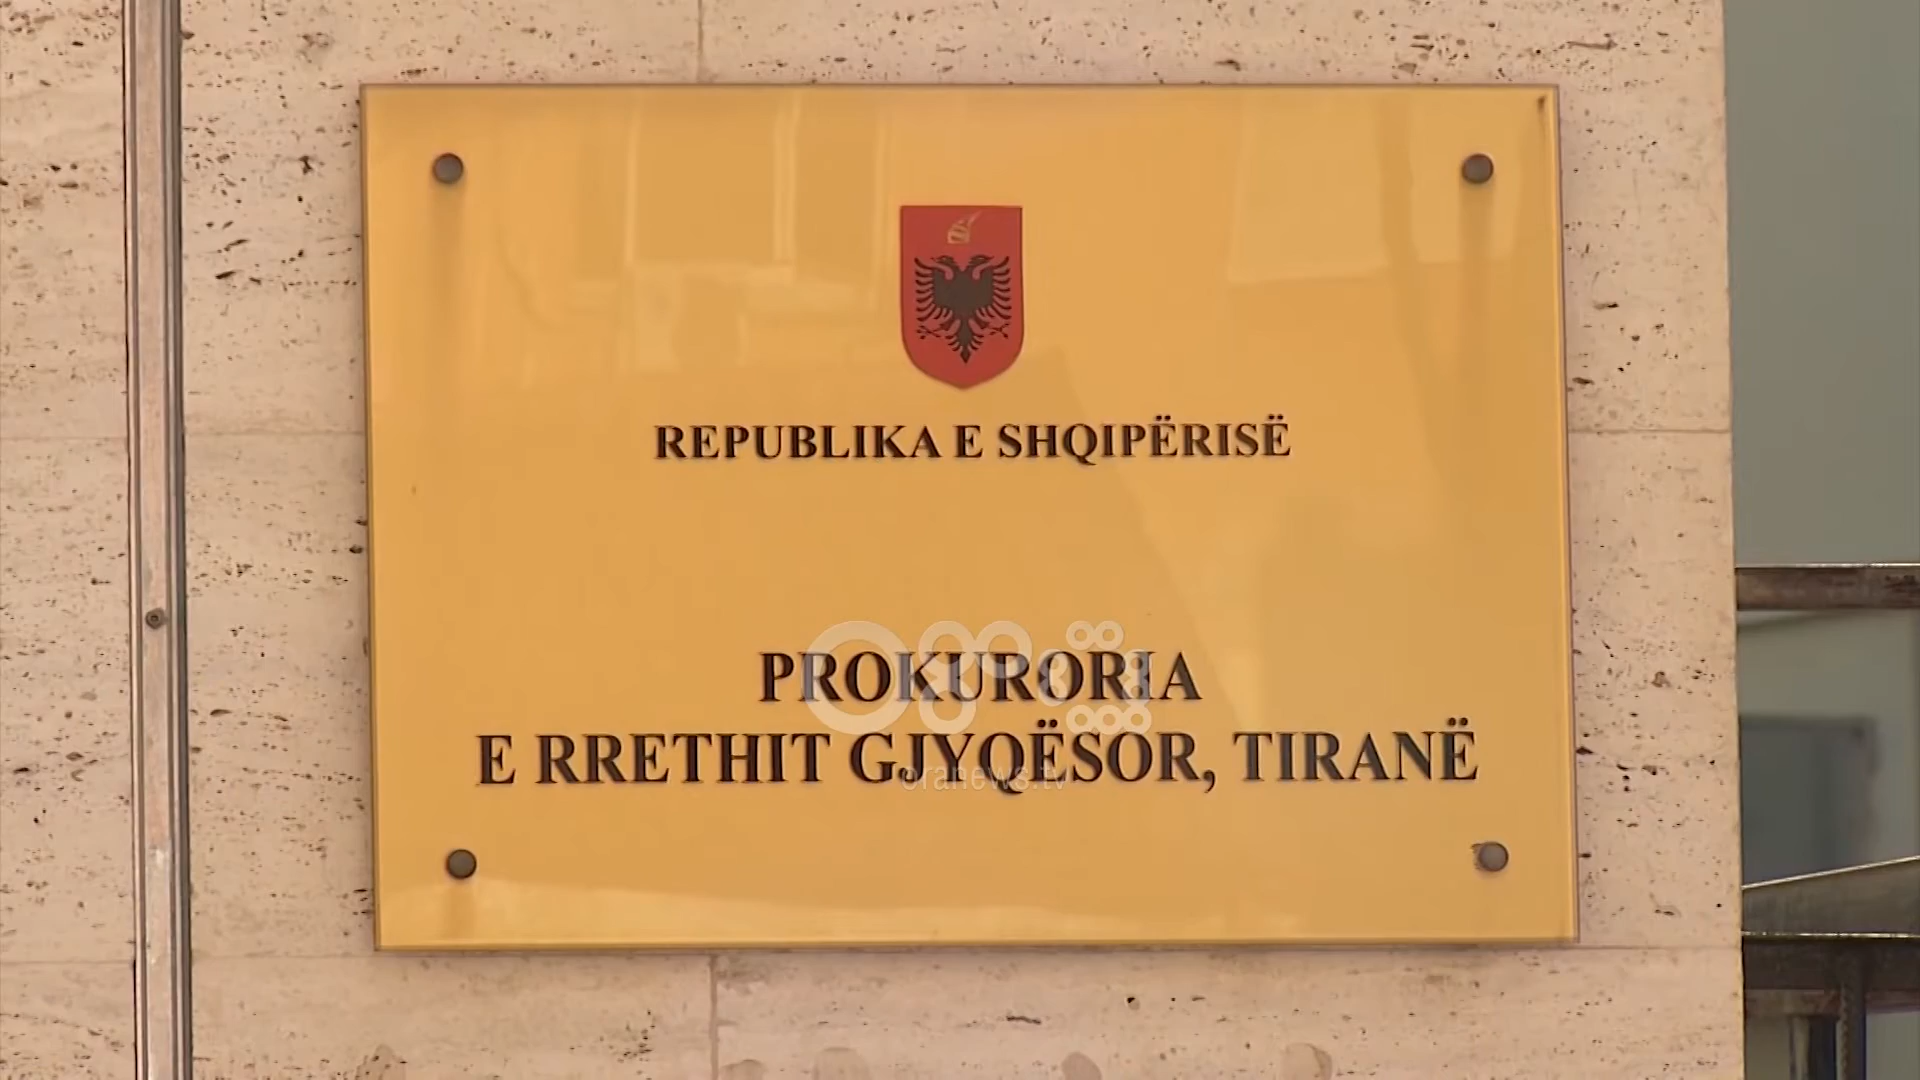 REPUBLIKA E SHQIPËRISË
PROKURORIA
E RRETHIT GJYQËSOR, TIRANË
oranews.tv